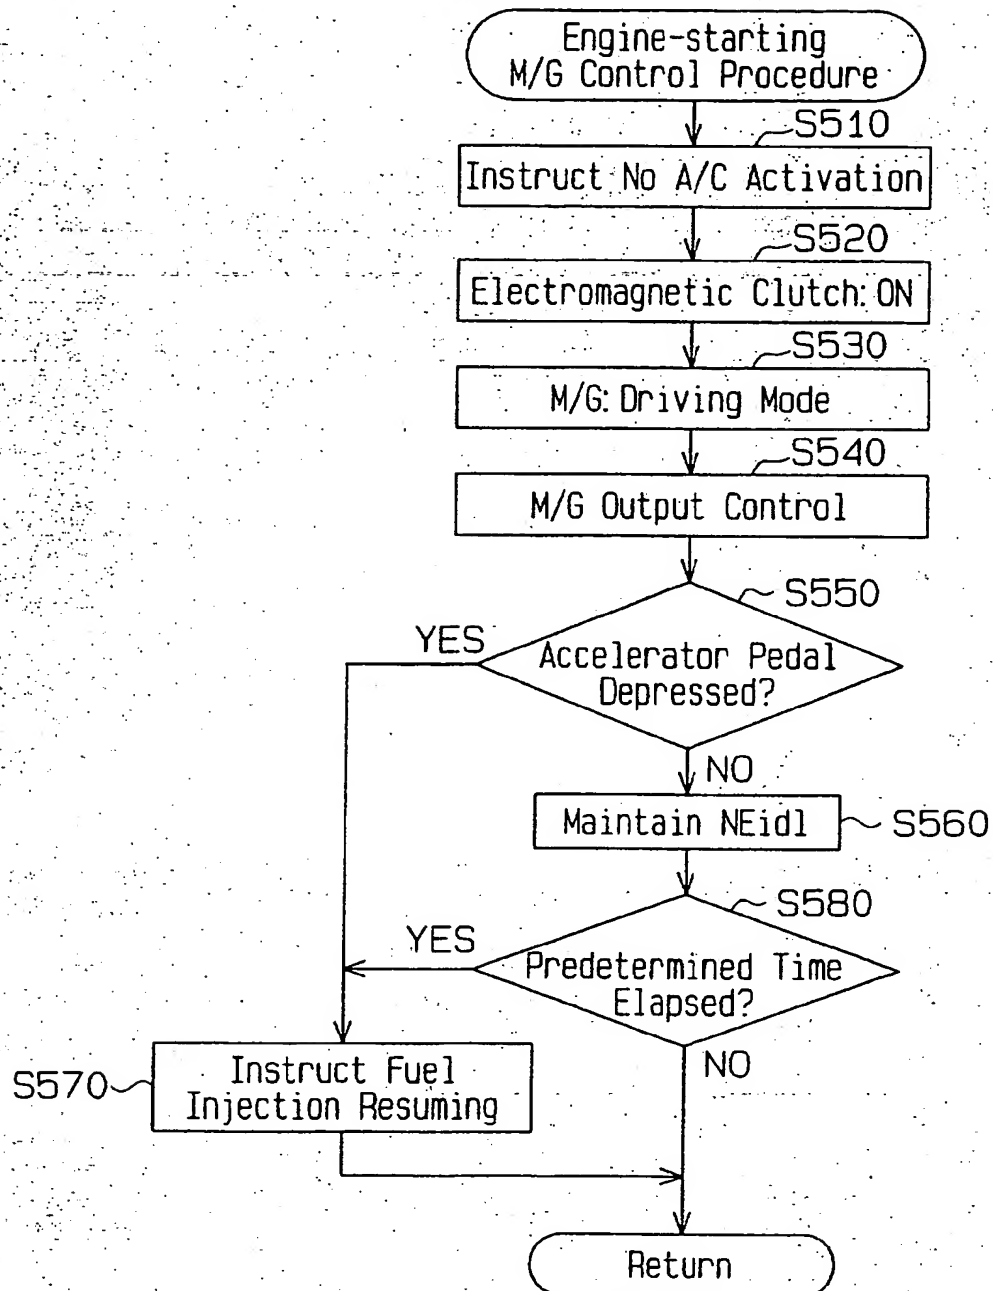 Engine-starting
M/G Control Procedure
S510
Instruct No A/C Activation
S520
Electromagnetic Clutch: ON
S530
M/G: Driving Mode
S540
M/G Output Control
S550
YES
Accelerator Pedal
Depressed?
NO
Maintain NEidl
S560
S580
YES
Predetermined Time
Elapsed?
NO
S570
Instruct Fuel
Injection Resuming
Return